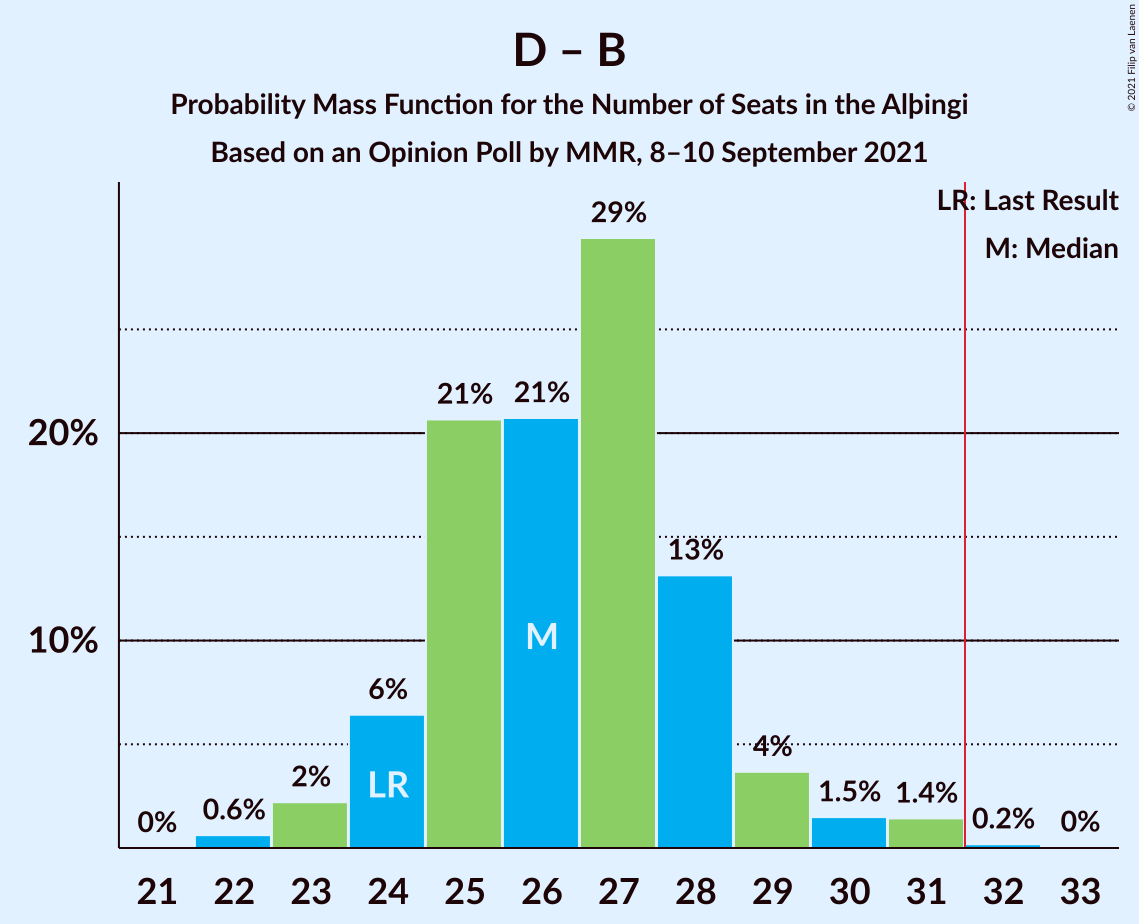 D – B
Probability Mass Function for the Number of Seats in the Alþingi
Based on an Opinion Poll by MMR, 8–10 September 2021
© 2021 Filip van Laenen
LR: Last Result
M: Median
29%
21%
21%
20%
13%
M
10%
6%
4%
LR
2%
1.5%
1.4%
0.6%
0.2%
0%
0%
21 22 23 24 25 26 27 28 29 30 31 32 33